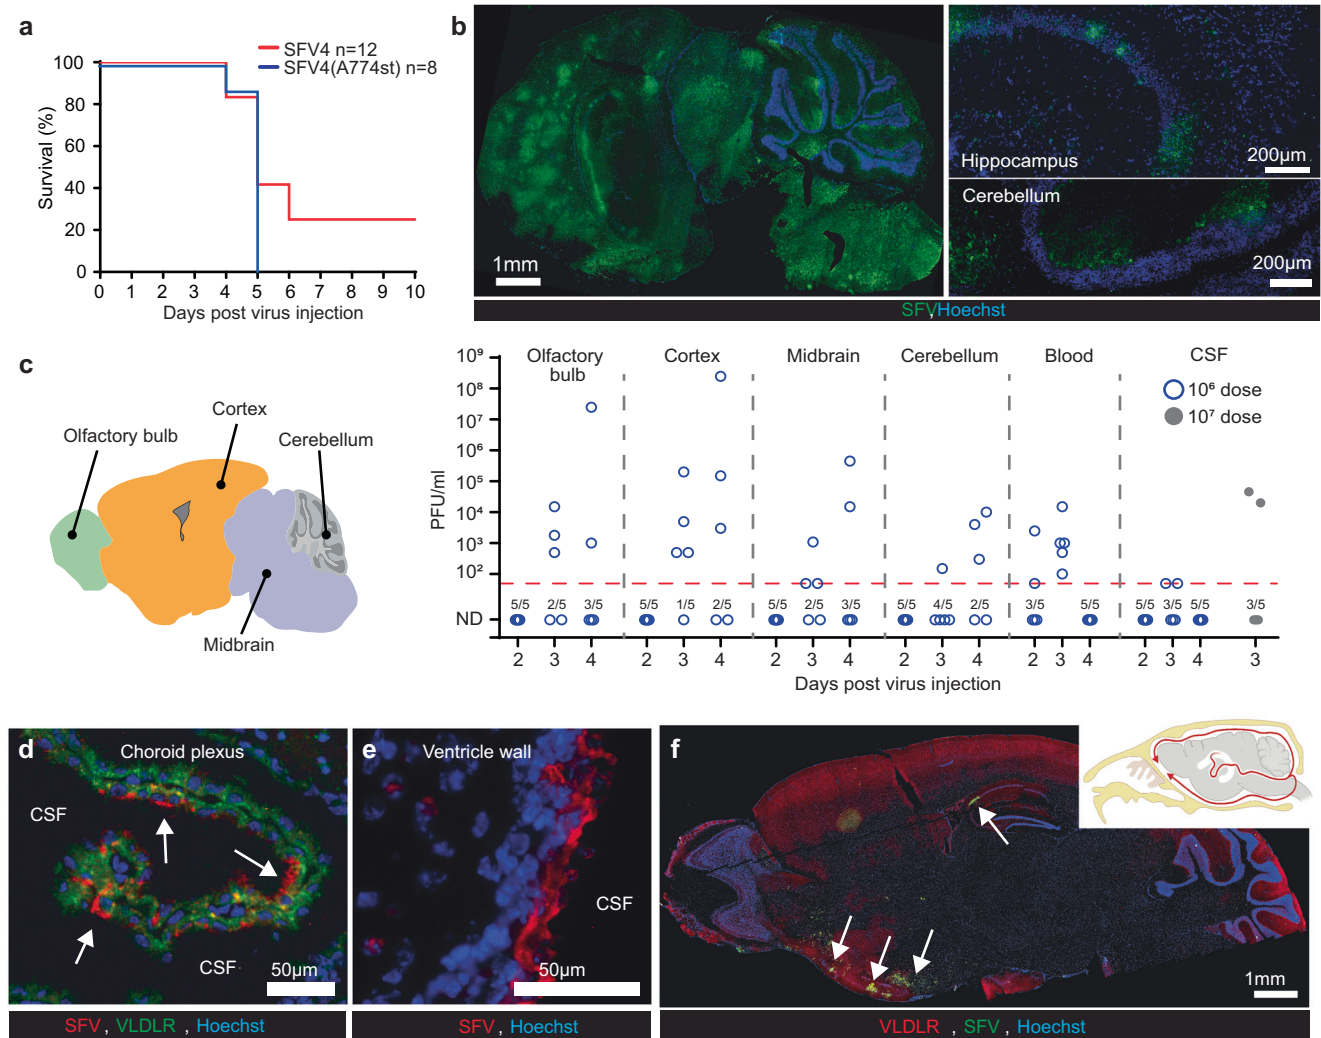 a
SFV4 n=12
SFV4(A774st) n=8
100
80
60
40
20
0
Survival (%)
0 1 2 3 4 5 6 7 8 9 10
Days post virus injection
b
1mm
Hippocampus
200µm
Cerebellum
200µm
SFV, Hoechst
c
Olfactory bulb
Cortex
Cerebellum
Midbrain
Olfactory
bulb
Cortex
Midbrain
Cerebellum
Blood
CSF
10⁶ dose
10⁷ dose
10⁹
10⁸
10⁷
10⁶
10⁵
10⁴
10³
10²
ND
PFU/ml
5/5 2/5 3/5 5/5 1/5 2/5 5/5 2/5 3/5 5/5 4/5 2/5 3/5 5/5 5/5 3/5 5/5 3/5
2 3 4 2 3 4 2 3 4 2 3 4 2 3 4 2 3 4 3
Days post virus injection
d
Choroid plexus
CSF
CSF
50µm
SFV, VLDLR, Hoechst
e
Ventricle wall
CSF
50µm
SFV, Hoechst
f
1mm
VLDLR, SFV, Hoechst